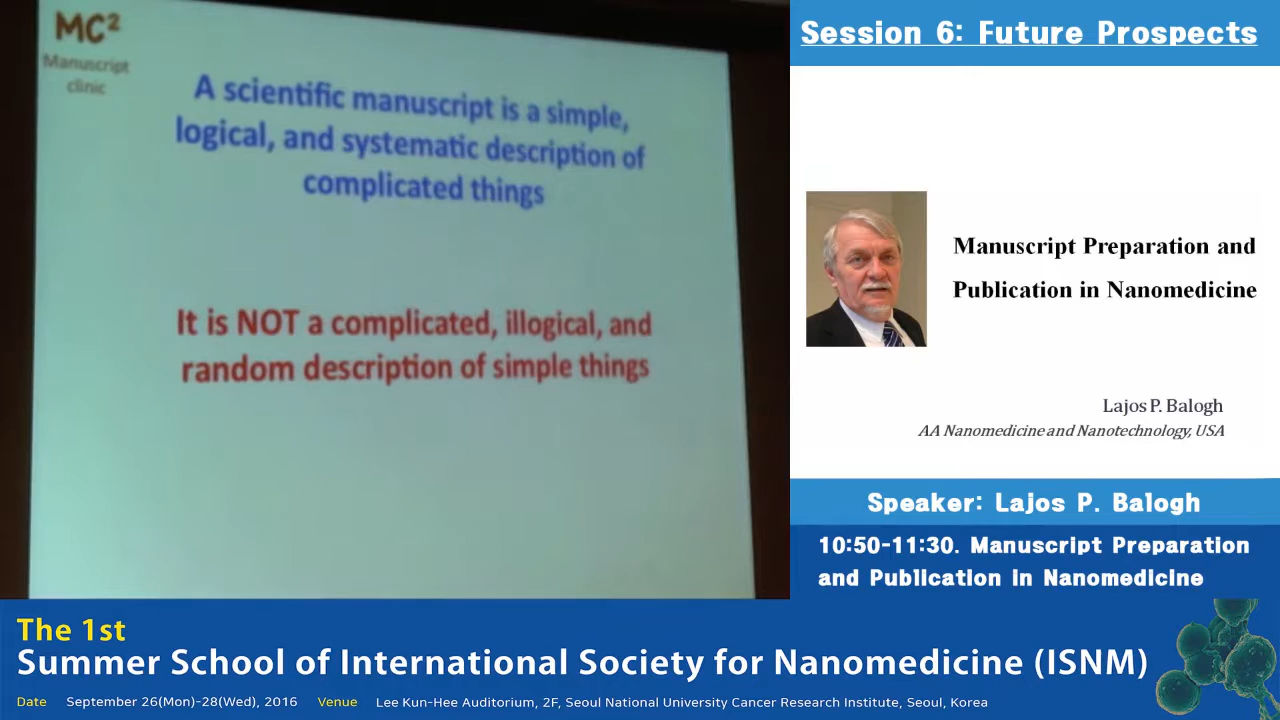 MC²
Manuscript
clinic
A scientific manuscript is a simple,
logical, and systematic description of
complicated things
It is NOT a complicated, illogical, and
random description of simple things
Session 6: Future Prospects
Manuscript Preparation and
Publication in Nanomedicine
Lajos P. Balogh
AA Nanomedicine and Nanotechnology, USA
Speaker: Lajos P. Balogh
10:50-11:30. Manuscript Preparation
and Publication in Nanomedicine
The 1st
Summer School of International Society for Nanomedicine (ISNM)
Date September 26(Mon)-28(Wed), 2016 Venue Lee Kun-Hee Auditorium, 2F, Seoul National University Cancer Research Institute, Seoul, Korea